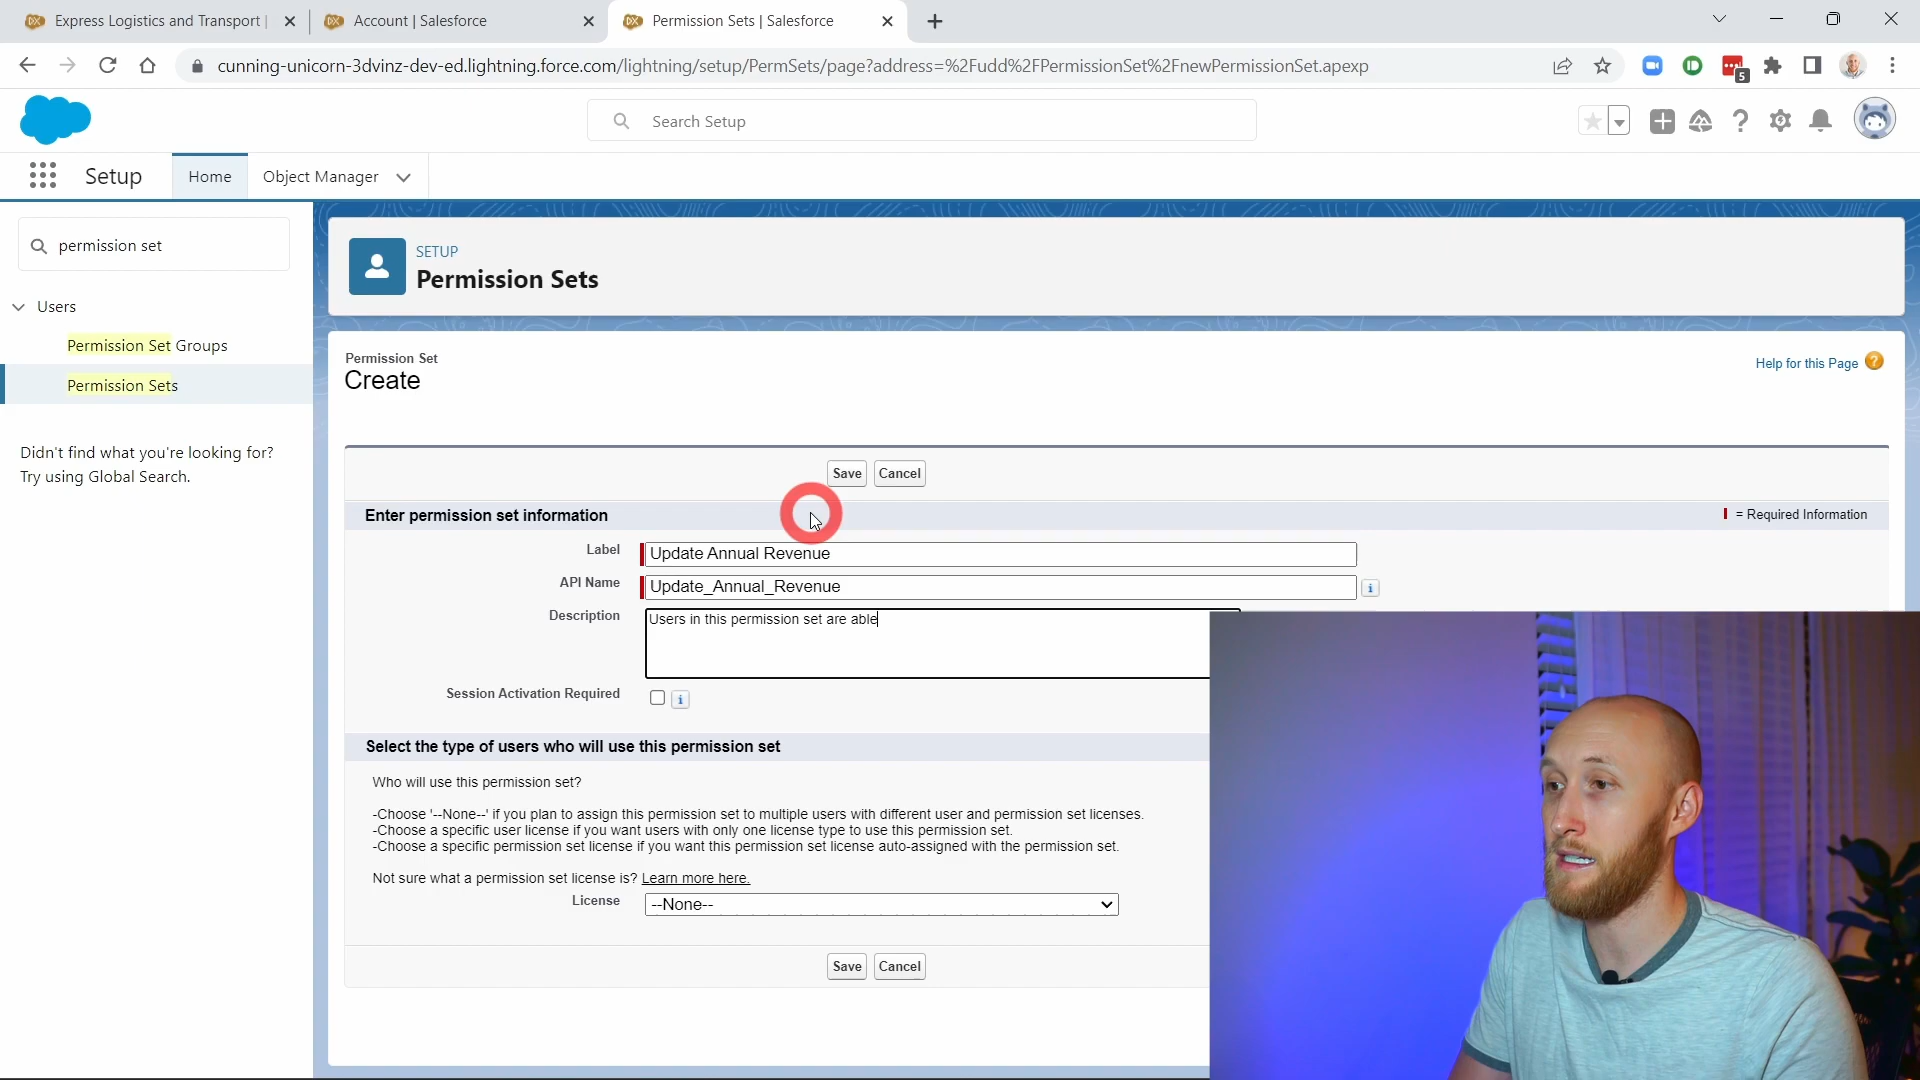 Express Logistics and Transport
Account | Salesforce
Permission Sets | Salesforce
cunning-unicorn-3dvinz-dev-ed.lightning.force.com/lightning/setup/PermSets/page?address=%2Fudd%2FPermissionSet%2FnewPermissionSet.apexp
5
Search Setup
Setup
Home
Object Manager
permission set
SETUP
Permission Sets
Users
Permission Set Groups
Permission Sets
Didn't find what you're looking for?
Try using Global Search.
Permission Set
Create
Help for this Page
Save
Cancel
Enter permission set information
= Required Information
Label
Update Annual Revenue
API Name
Update_Annual_Revenue
Description
Users in this permission set are able
Session Activation Required
Select the type of users who will use this permission set
Who will use this permission set?
-Choose '--None--' if you plan to assign this permission set to multiple users with different user and permission set licenses.
-Choose a specific user license if you want users with only one license type to use this permission set.
-Choose a specific permission set license if you want this permission set license auto-assigned with the permission set.
Not sure what a permission set license is? Learn more here.
License
--None--
Save
Cancel